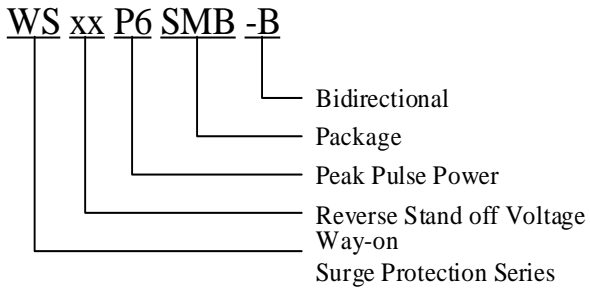 WS xx P6 SMB -B
Bidirectional
Package
Peak Pulse Power
Reverse Stand off Voltage
Way-on
Surge Protection Series